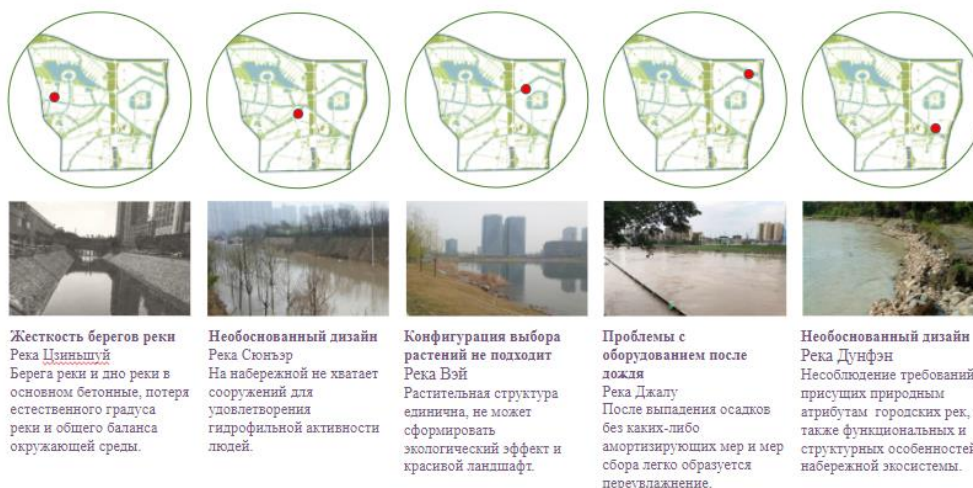 Жесткость берегов реки
Река Цзиньшуй
Берега реки и дно реки в
основном бетонные, потеря
естественного градуса
реки и общего баланса
окружающей среды.
Необоснованный дизайн
Река Сюнъэр
На набережной не хватает
сооружений для
удовлетворения
гидрофильной активности
людей.
Конфигурация выбора
растений не подходит
Река Вэй
Растительная структура
единична, не может
сформировать
экологический эффект и
красивой ландшафт.
Проблемы с
оборудованием после
дождя
Река Джалу
После выпадения осадков
без каких-либо
амортизирующих мер и мер
сбора легко образуется
переувлажнение.
Необоснованный дизайн
Река Дунфэн
Несоблюдение требований,
присущих природным
атрибутам городских рек,
также функциональных и
структурных особенностей
набережной экосистемы.